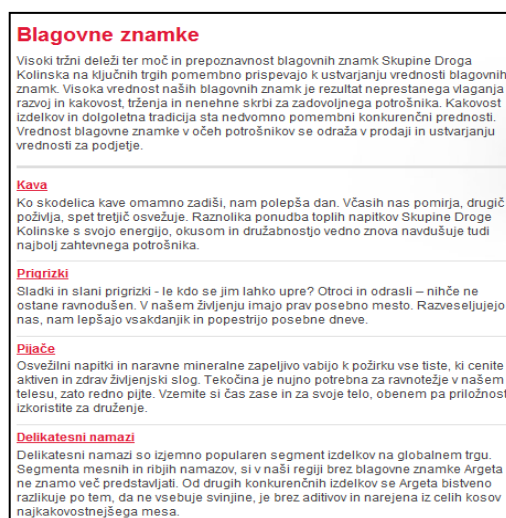 Blagovne znamke
Visoki tržni deleži ter moč in prepoznavnost blagovnih znamk Skupine Droga
Kolinska na ključnih trgih pomembno prispevajo k ustvarjanju vrednosti blagovnih
znamk. Visoka vrednost naših blagovnih znamk je rezultat neprestanega vlaganja
razvoj in kakovost, trženja in nenehne skrbi za zadovoljnega potrošnika. Kakovost
izdelkov in dolgoletna tradicija sta nedvomno pomembni konkurenčni prednosti.
Vrednost blagovne znamke v očeh potrošnikov se odraža v prodaji in ustvarjanju
vrednosti za podjetje.
Kava
Ko skodelica kave omamno zadiši, nam polepša dan. Včasih nas pomirja, drugič
poživlja, spet tretjič osvežuje. Raznolika ponudba toplih napitkov Skupine Droge
Kolinske s svojo energijo, okusom in družabnostjo vedno znova navdušuje tudi
najbolj zahtevnega potrošnika.
Prigrizki
Sladki in slani prigrizki - le kdo se jim lahko upre? Otroci in odrasli – nihče ne
ostane ravnodušen. V našem življenju imajo prav posebno mesto. Razveseljujejo
nas, nam lepšajo vsakdanjik in popestrijo posebne dneve.
Pijače
Osvežilni napitki in naravne mineralne zapeljivo vabijo k požirku vse tiste, ki cenite
aktiven in zdrav življenjski slog. Tekočina je nujno potrebna za ravnotežje v našem
telesu, zato redno pijte. Vzemite si čas zase in za svoje telo, obenem pa priložnost
izkoristite za druženje.
Delikatesni namazi
Delikatesni namazi so izjemno popularen segment izdelkov na globalnem trgu.
Segmenta mesnih in ribjih namazov, si v naši regiji brez blagovne znamke Argeta
ne znamo več predstavljati. Od drugih konkurenčnih izdelkov se Argeta bistveno
razlikuje po tem, da ne vsebuje svinjine, je brez aditivov in narejena iz celih kosov
najkakovostnejšega mesa.